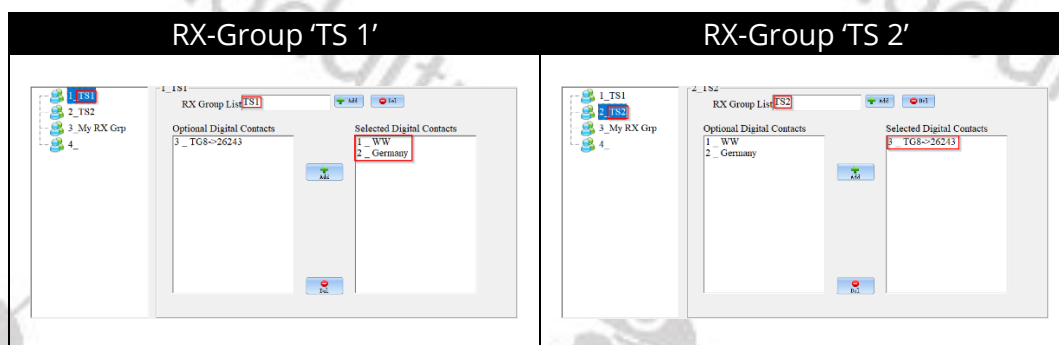 RX-Group ‘TS 1’
1_TS1
2_TS2
3_My RX Grp
4_
1_TS1
RX Group List TS1
Add
Del
Optional Digital Contacts
3 _ TG8->26243
Add
Del
Selected Digital Contacts
1 _ WW
2 _ Germany
RX-Group ‘TS 2’
1_TS1
2_TS2
3_My RX Grp
4_
2_TS2
RX Group List TS2
Add
Del
Optional Digital Contacts
1 _ WW
2 _ Germany
Add
Del
Selected Digital Contacts
3 _ TG8->26243